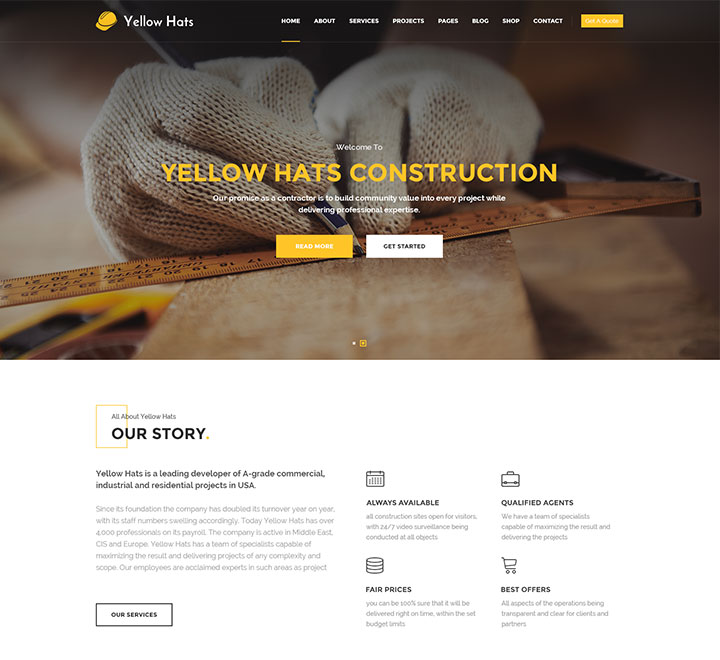 Yellow Hats
HOME ABOUT SERVICES PROJECTS PAGES BLOG SHOP CONTACT Get A Quote
Welcome To
YELLOW HATS CONSTRUCTION
Our promise as a contractor is to build community value into every project while
delivering professional expertise.
READ MORE GET STARTED
All About Yellow Hats
OUR STORY.
Yellow Hats is a leading developer of A-grade commercial,
industrial and residential projects in USA.
Since its foundation the company has doubled its turnover year on year,
with its staff numbers swelling accordingly. Today Yellow Hats has over
4,000 professionals on its payroll. The company is active in Middle East,
CIS and Europe. Yellow Hats has a team of specialists capable of
maximizing the result and delivering projects of any complexity and
scope. Our employees are acclaimed experts in such areas as project
OUR SERVICES
ALWAYS AVAILABLE
all construction sites open for visitors,
with 24/7 video surveillance being
conducted at all objects
QUALIFIED AGENTS
We have a team of specialists
capable of maximizing the result and
delivering the projects
FAIR PRICES
you can be 100% sure that it will be
delivered right on time, within the set
budget limits
BEST OFFERS
All aspects of the operations being
transparent and clear for clients and
partners